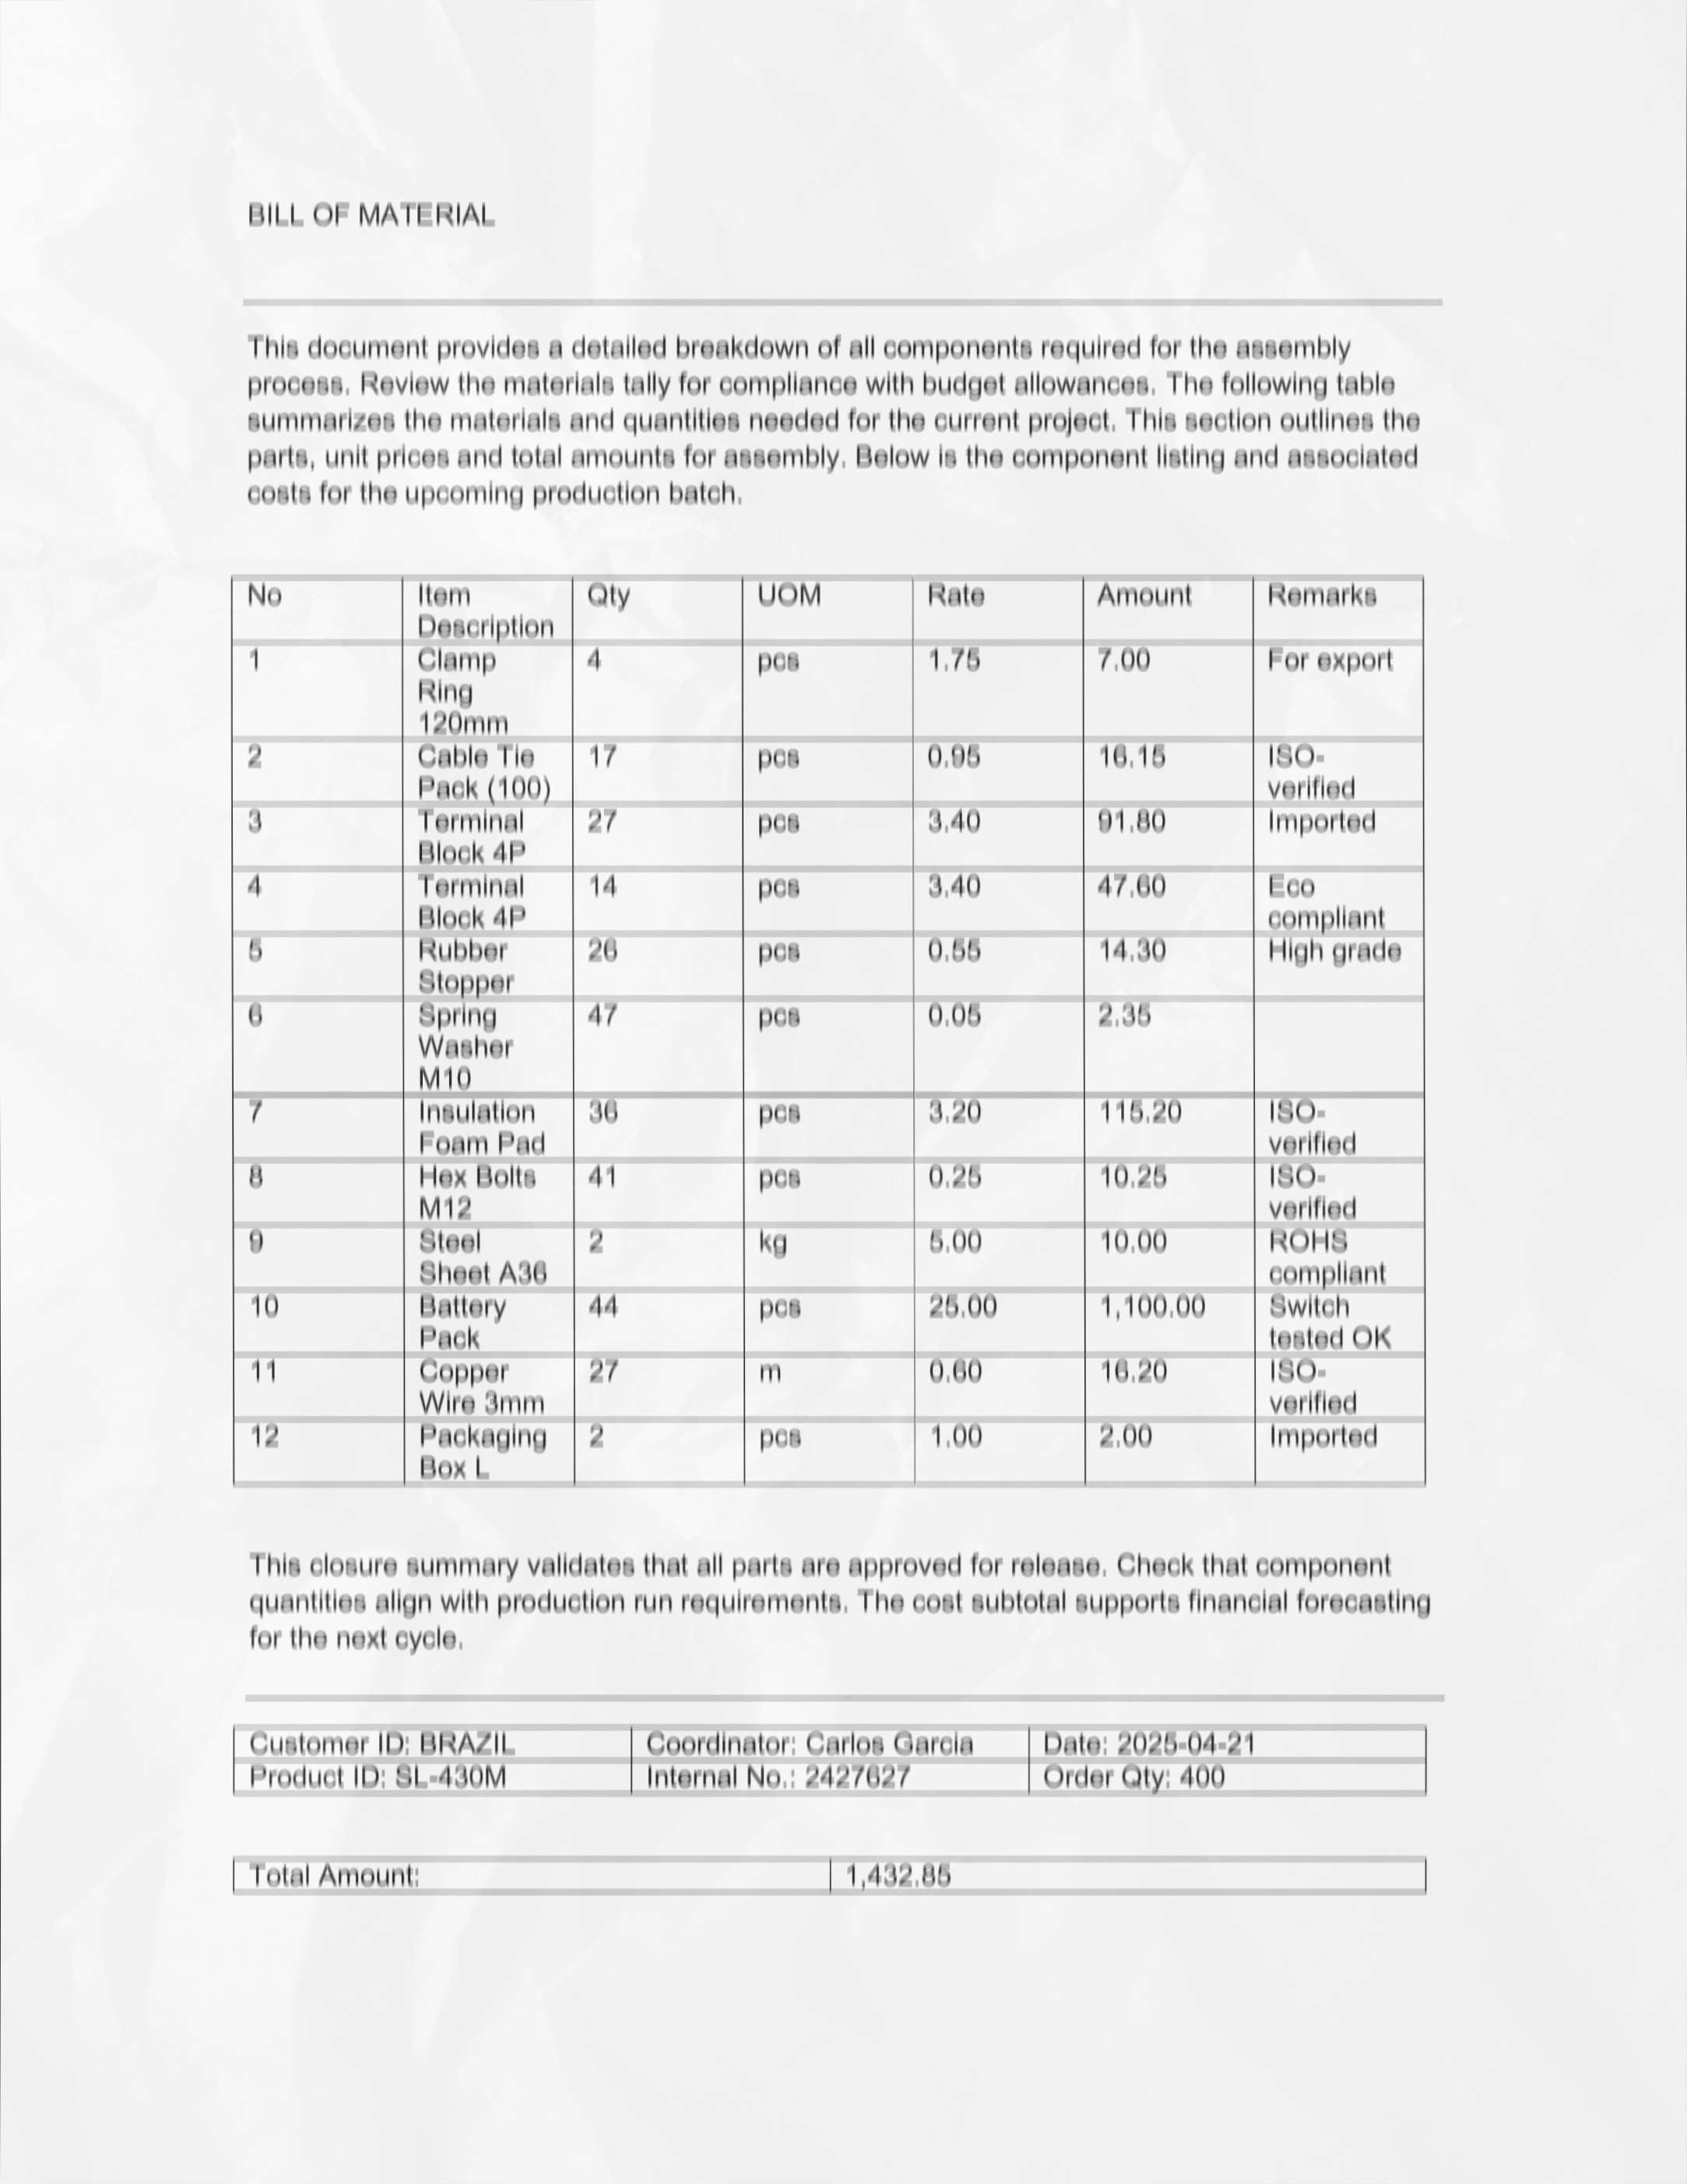 BILL OF MATERIAL
This document provides a detailed breakdown of all components required for the assembly
process. Review the materials tally for compliance with budget allowances. The following table
summarizes the materials and quantities needed for the current project. This section outlines the
parts, unit prices and total amounts for assembly. Below is the component listing and associated
costs for the upcoming production batch.
No Item Description Qty UOM Rate Amount Remarks
1 Clamp Ring 120mm 4 pcs 1.75 7.00 For export
2 Cable Tie Pack (100) 17 pcs 0.95 16.15 ISO-verified
3 Terminal Block 4P 27 pcs 3.40 91.80 Imported
4 Terminal Block 4P 14 pcs 3.40 47.60 Eco compliant
5 Rubber Stopper 26 pcs 0.55 14.30 High grade
6 Spring Washer M10 47 pcs 0.05 2.35
7 Insulation Foam Pad 36 pcs 3.20 115.20 ISO-verified
8 Hex Bolts M12 41 pcs 0.25 10.25 ISO-verified
9 Steel Sheet A36 2 kg 5.00 10.00 ROHS compliant
10 Battery Pack 44 pcs 25.00 1,100.00 Switch tested OK
11 Copper Wire 3mm 27 m 0.60 16.20 ISO-verified
12 Packaging Box L 2 pcs 1.00 2.00 Imported
This closure summary validates that all parts are approved for release. Check that component
quantities align with production run requirements. The cost subtotal supports financial forecasting
for the next cycle.
Customer ID: BRAZIL Coordinator: Carlos Garcia Date: 2025-04-21
Product ID: SL-430M Internal No.: 2427627 Order Qty: 400
Total Amount: 1,432.85